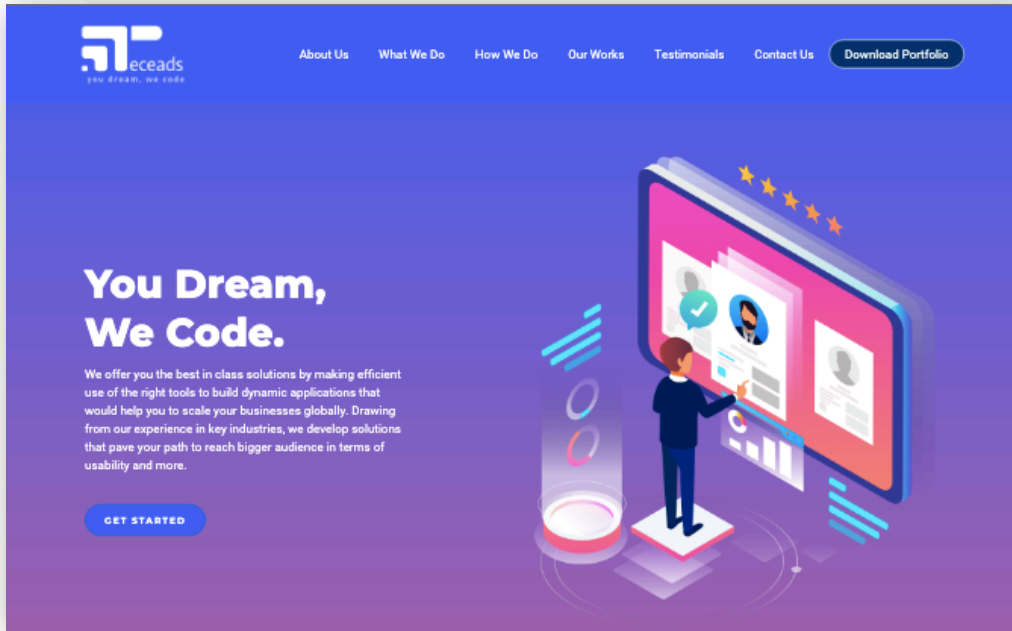 Teceads
you dream, we code
About Us What We Do How We Do Our Works Testimonials Contact Us Download Portfolio
You Dream,
We Code.
We offer you the best in class solutions by making efficient
use of the right tools to build dynamic applications that
would help you to scale your businesses globally. Drawing
from our experience in key industries, we develop solutions
that pave your path to reach bigger audience in terms of
usability and more.
GET STARTED